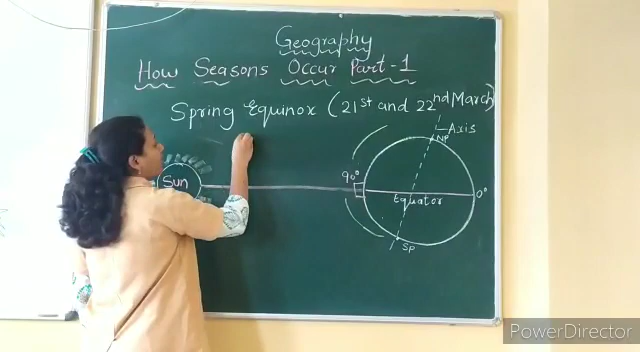 Geography
How Seasons Occur Part-1
Spring Equinox (21st and 22nd March)
Axis
NP
90°
Sun
Equator
0°
SP
PowerDirector